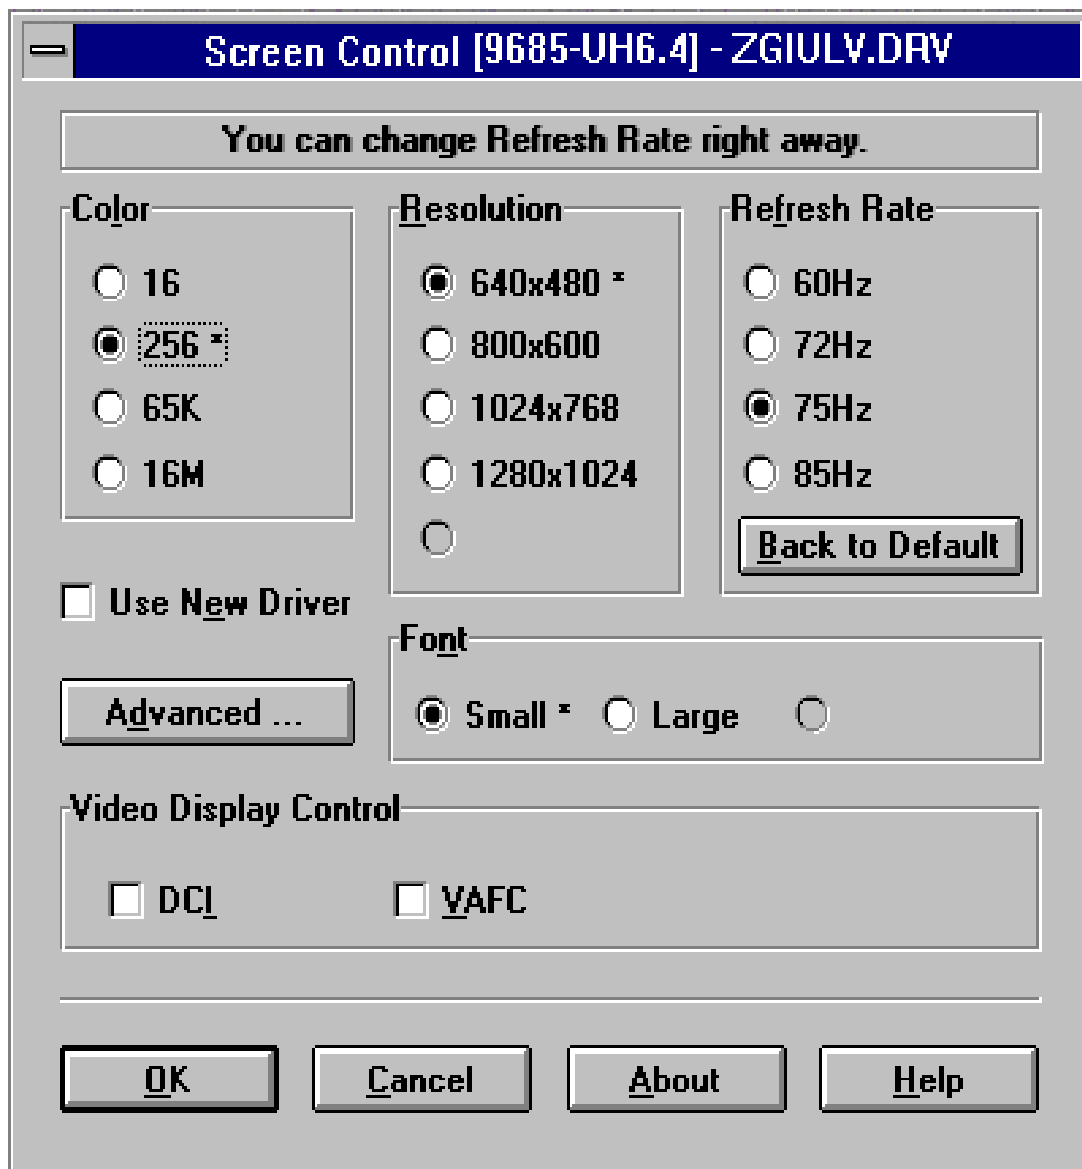 Screen Control [9685-UH6.4] - ZGIULV.DRV
You can change Refresh Rate right away.
Color
16
256 *
65K
16M
Resolution
640x480 *
800x600
1024x768
1280x1024
Refresh Rate
60Hz
72Hz
75Hz
85Hz
Back to Default
Use New Driver
Advanced ...
Font
Small *
Large
Video Display Control
DCI
VAFC
OK
Cancel
About
Help